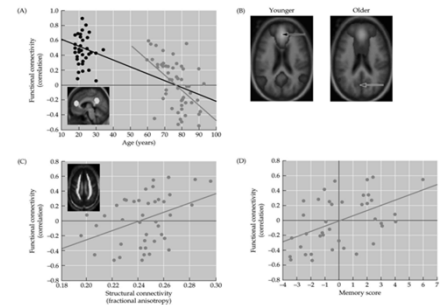 (A)
Functional connectivity
(correlation)
1.0
0.8
0.6
0.4
0.2
0
−0.2
−0.4
−0.6
10 20 30 40 50 60 70 80 90 100
Age (years)
(B)
Younger
Older
(C)
Functional connectivity
(correlation)
0.8
0.6
0.4
0.2
0
−0.2
−0.4
−0.6
−0.8
0.18 0.20 0.22 0.24 0.26 0.28 0.30
Structural connectivity
(fractional anisotropy)
(D)
Functional connectivity
(correlation)
0.8
0.6
0.4
0.2
0
−0.2
−0.4
−0.6
−0.8
−4 −3 −2 −1 0 1 2 3 4 5 6 7
Memory score